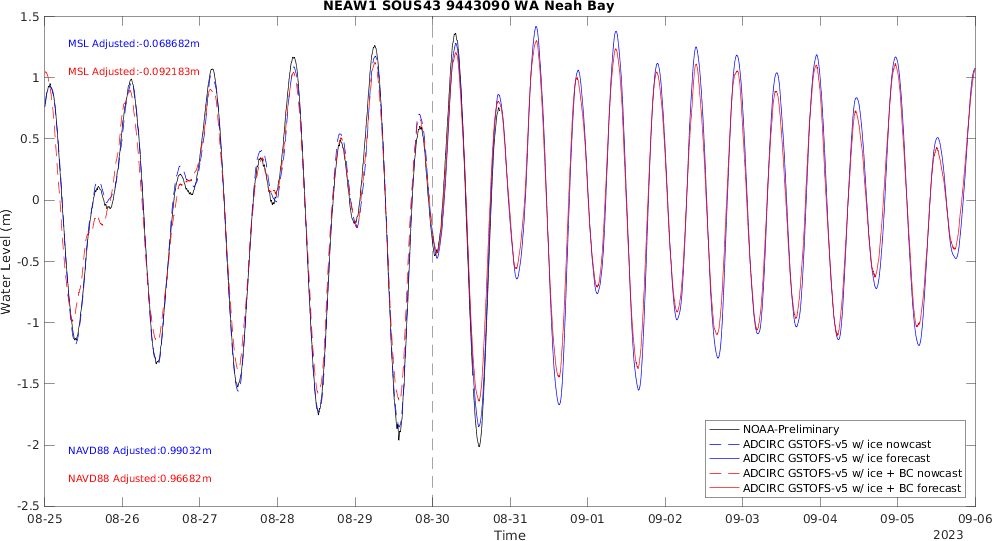 NEAW1 SOUS43 9443090 WA Neah Bay
MSL Adjusted:-0.068682m
MSL Adjusted:-0.092183m
NAVD88 Adjusted:0.99032m
NAVD88 Adjusted:0.96682m
Water Level (m)
1.5
1
0.5
0
-0.5
-1
-1.5
-2
-2.5
NOAA-Preliminary
ADCIRC GSTOFS-v5 w/ ice nowcast
ADCIRC GSTOFS-v5 w/ ice forecast
ADCIRC GSTOFS-v5 w/ ice + BC nowcast
ADCIRC GSTOFS-v5 w/ ice + BC forecast
08-25 08-26 08-27 08-28 08-29 08-30 08-31 09-01 09-02 09-03 09-04 09-05 09-06
Time
2023